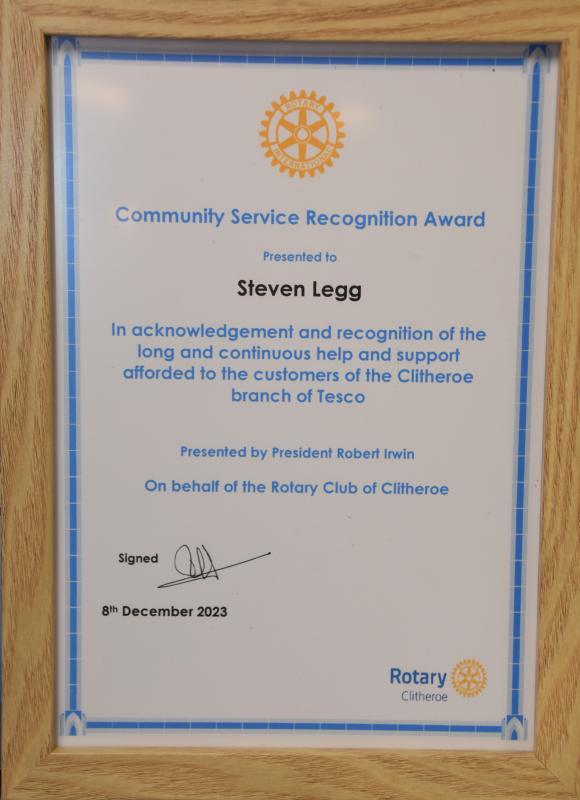 ROTARY
INTERNATIONAL
Community Service Recognition Award
Presented to
Steven Legg
In acknowledgement and recognition of the
long and continuous help and support
afforded to the customers of the Clitheroe
branch of Tesco
Presented by President Robert Irwin
On behalf of the Rotary Club of Clitheroe
Signed
8th December 2023
Rotary
Clitheroe